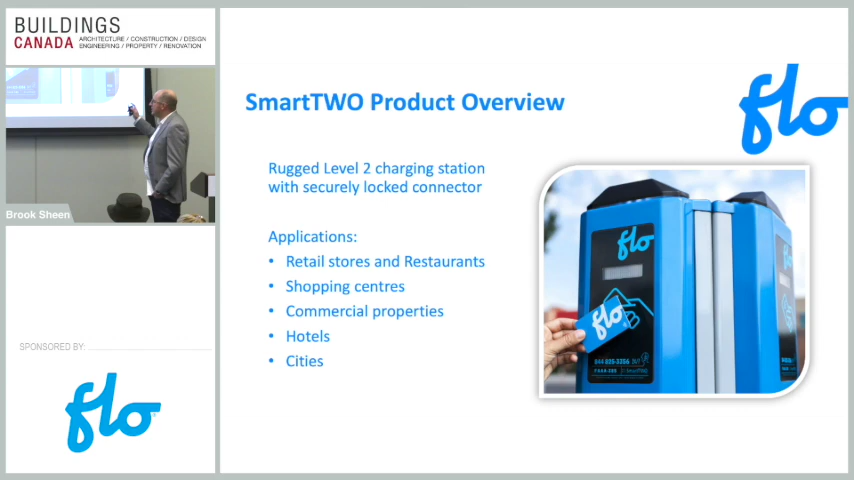 BUILDINGS
CANADA
ARCHITECTURE / CONSTRUCTION / DESIGN
ENGINEERING / PROPERTY / RENOVATION
Brook Sheen
SPONSORED BY:
flo
SmartTWO Product Overview
flo
Rugged Level 2 charging station
with securely locked connector
Applications:
• Retail stores and Restaurants
• Shopping centres
• Commercial properties
• Hotels
• Cities
flo
flo